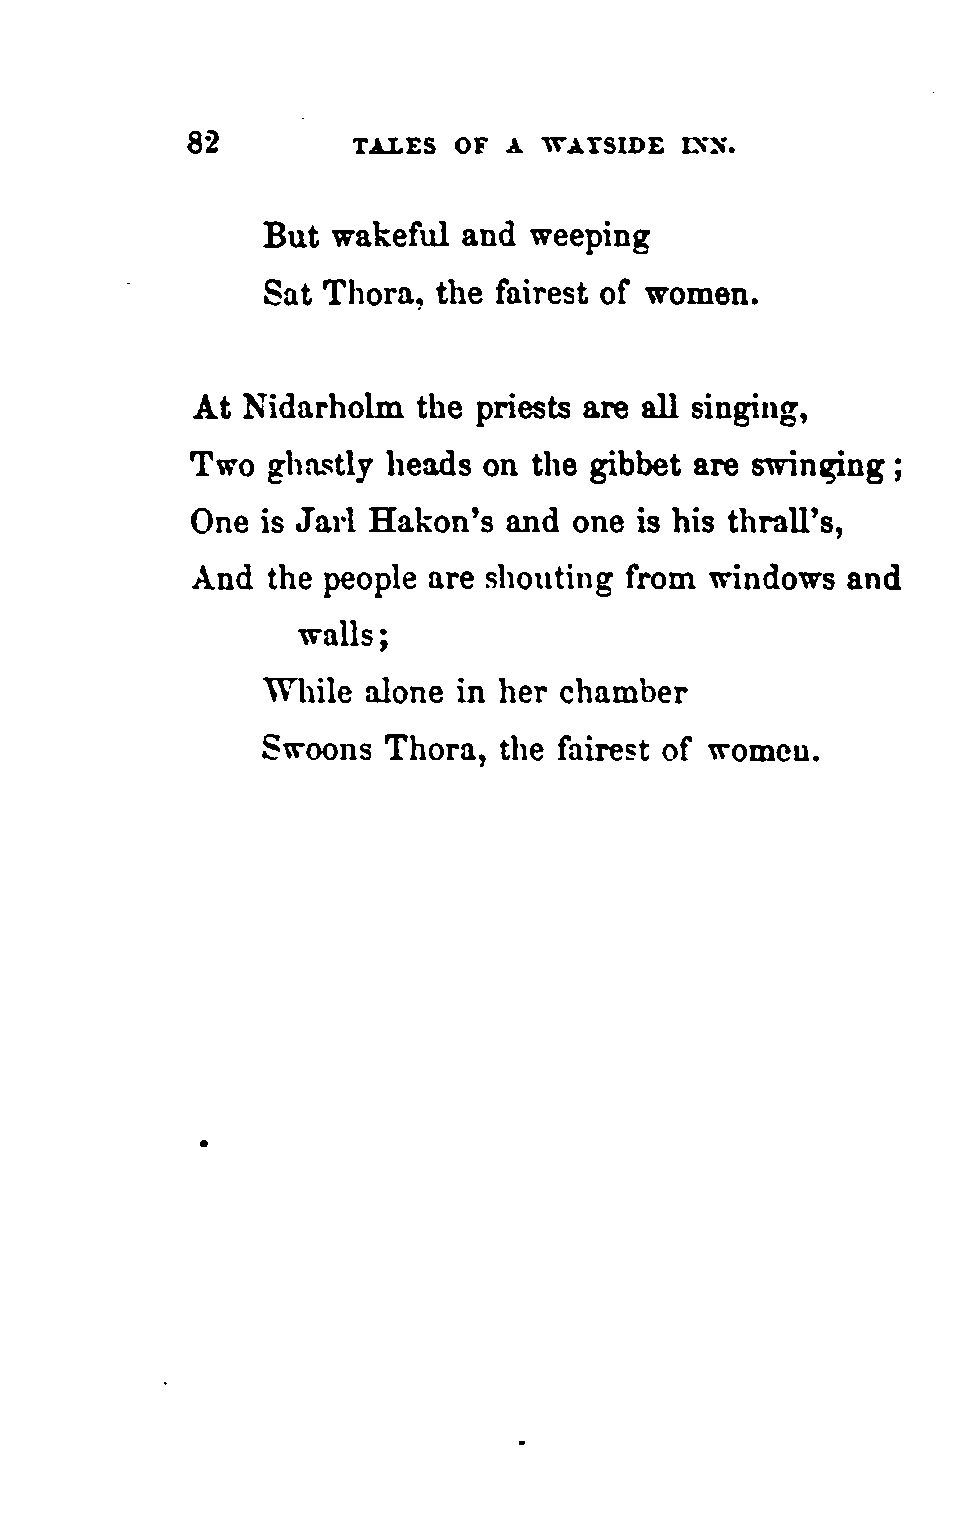 82 TALES OF A WAYSIDE INN.
But wakeful and weeping
Sat Thora, the fairest of women.
At Nidarholm the priests are all singing,
Two ghastly heads on the gibbet are swinging;
One is Jarl Hakon's and one is his thrall's,
And the people are shouting from windows and
walls;
While alone in her chamber
Swoons Thora, the fairest of women.